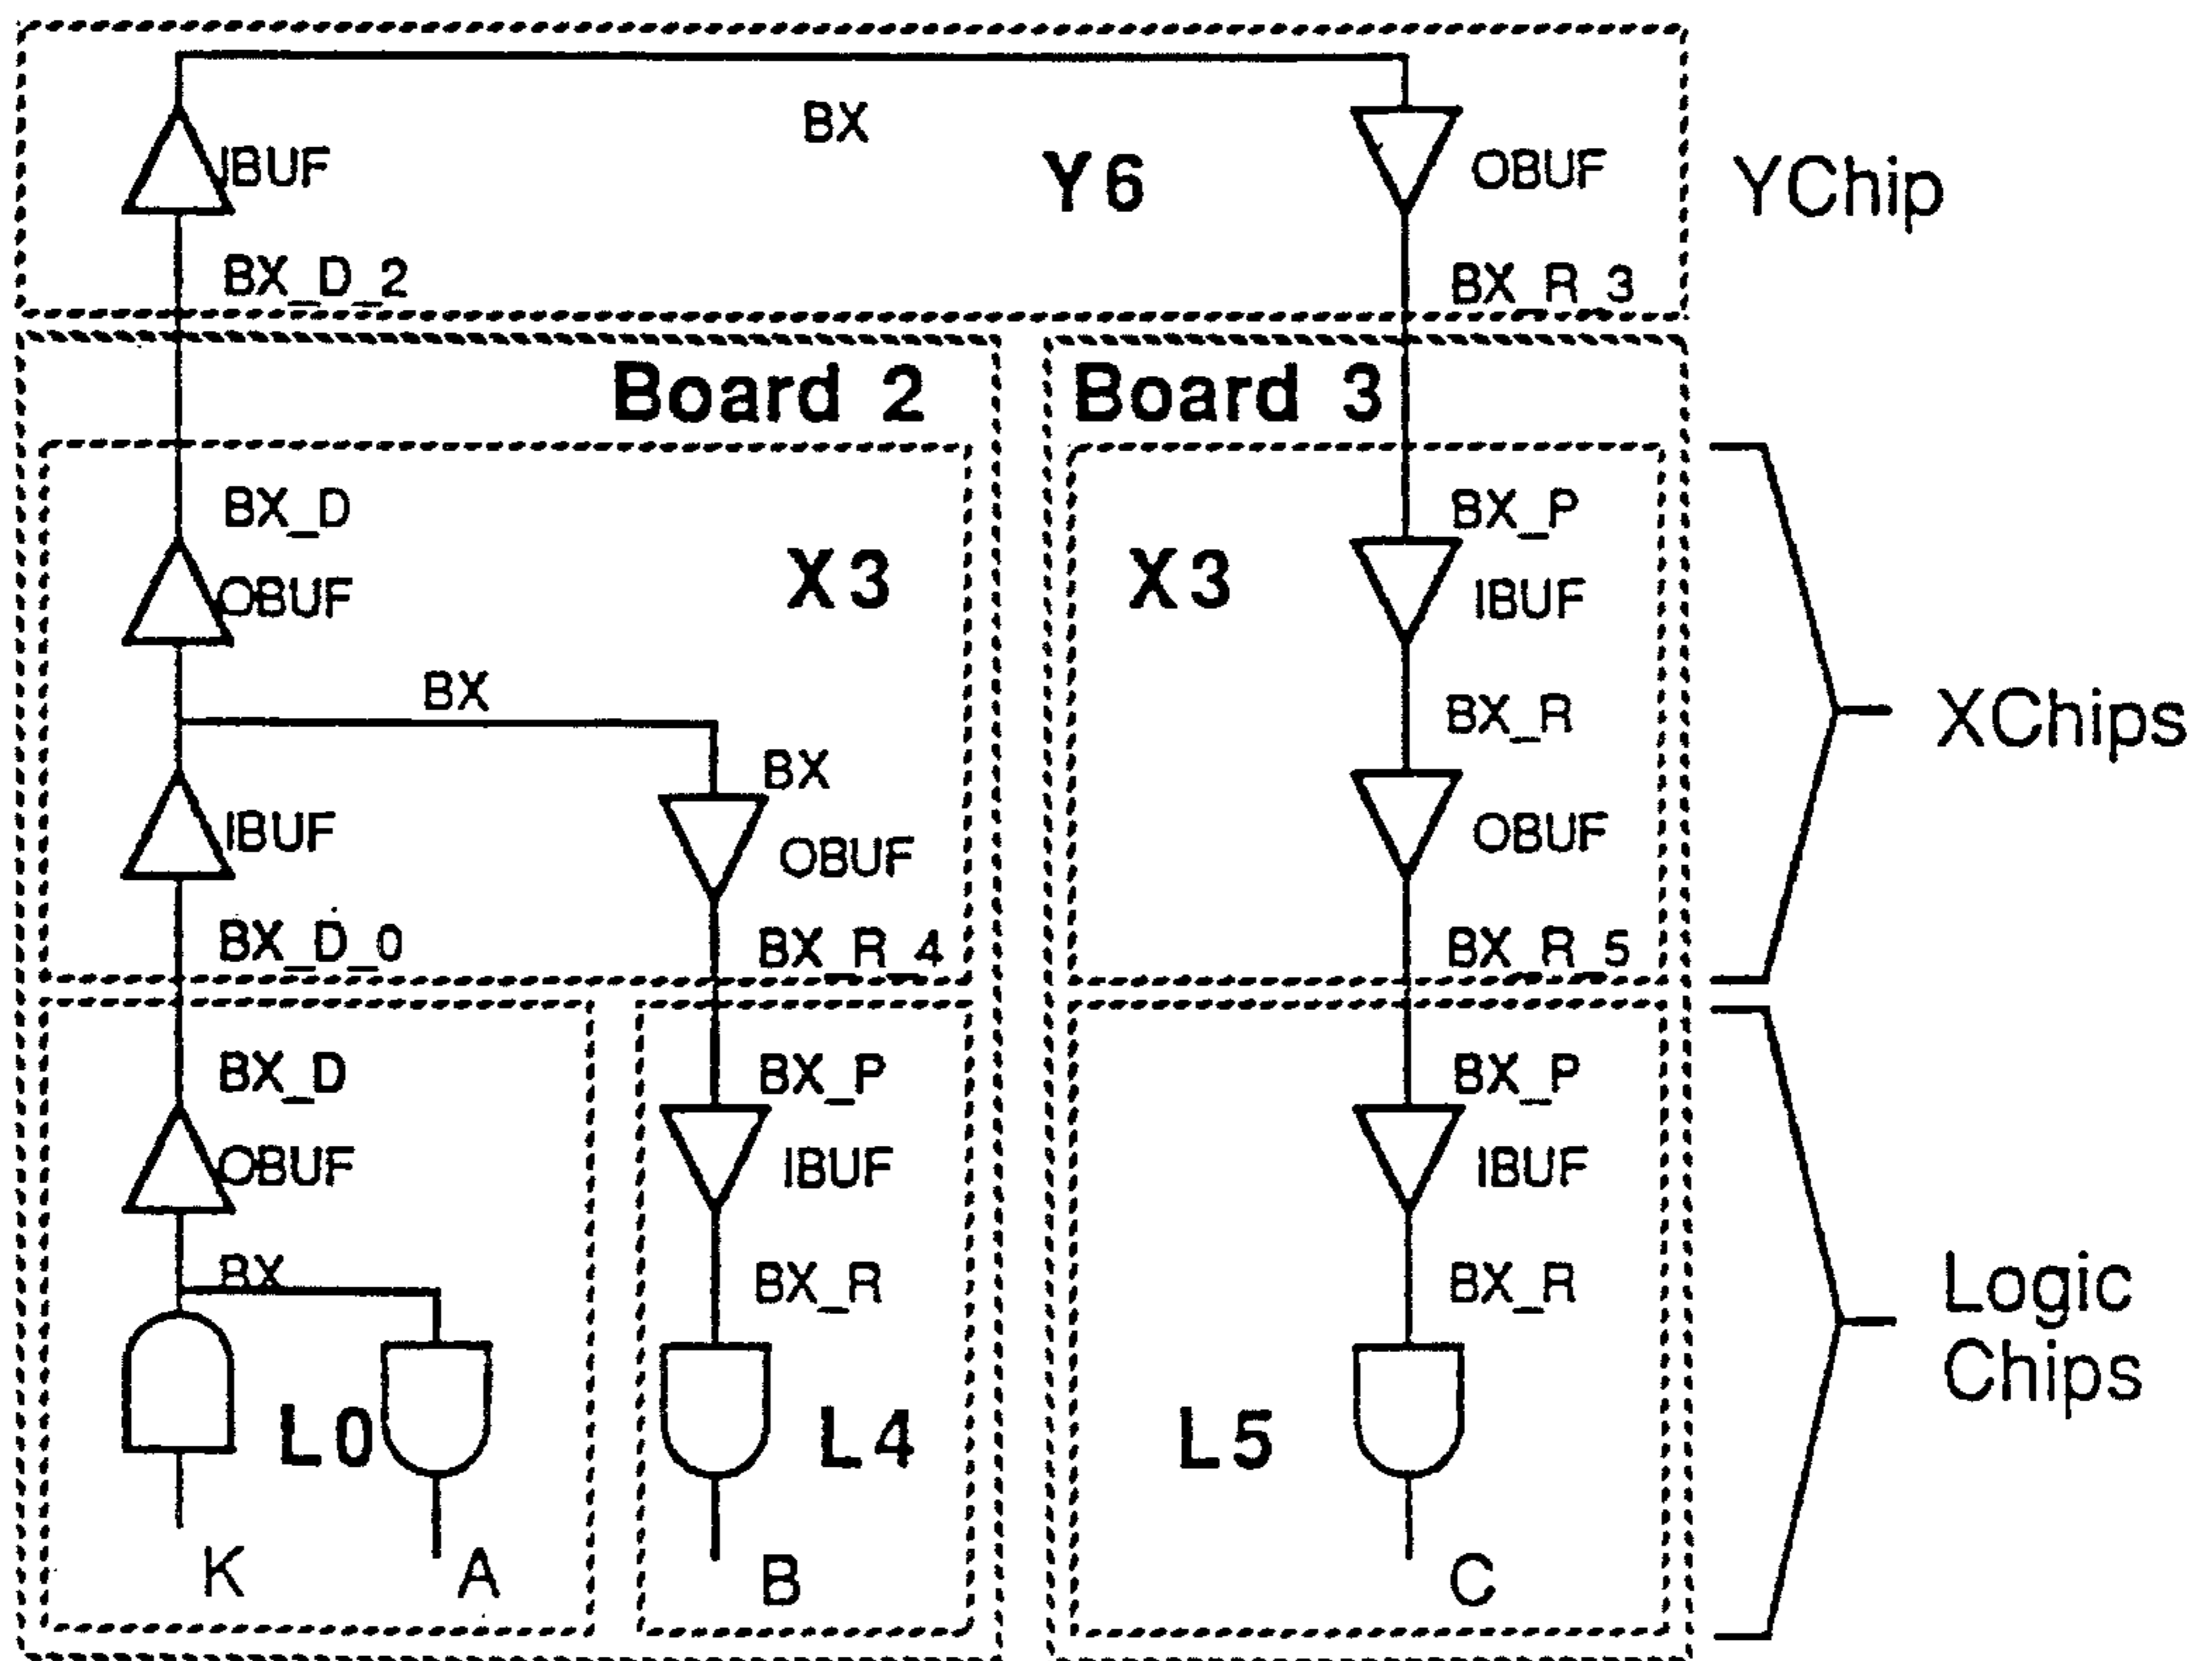 BX
IBUF
Y6
OBUF
YChip
BX_D_2
BX_R_3
Board 2
Board 3
BX_D
BX_P
X3
X3
OBUF
IBUF
BX
BX_R
XChips
BX
IBUF
OBUF
OBUF
BX_D_0
BX_R_4
BX_R_5
BX_D
BX_P
BX_P
OBUF
IBUF
IBUF
BX
BX_R
BX_R
Logic
Chips
L0
L4
L5
K
A
B
C